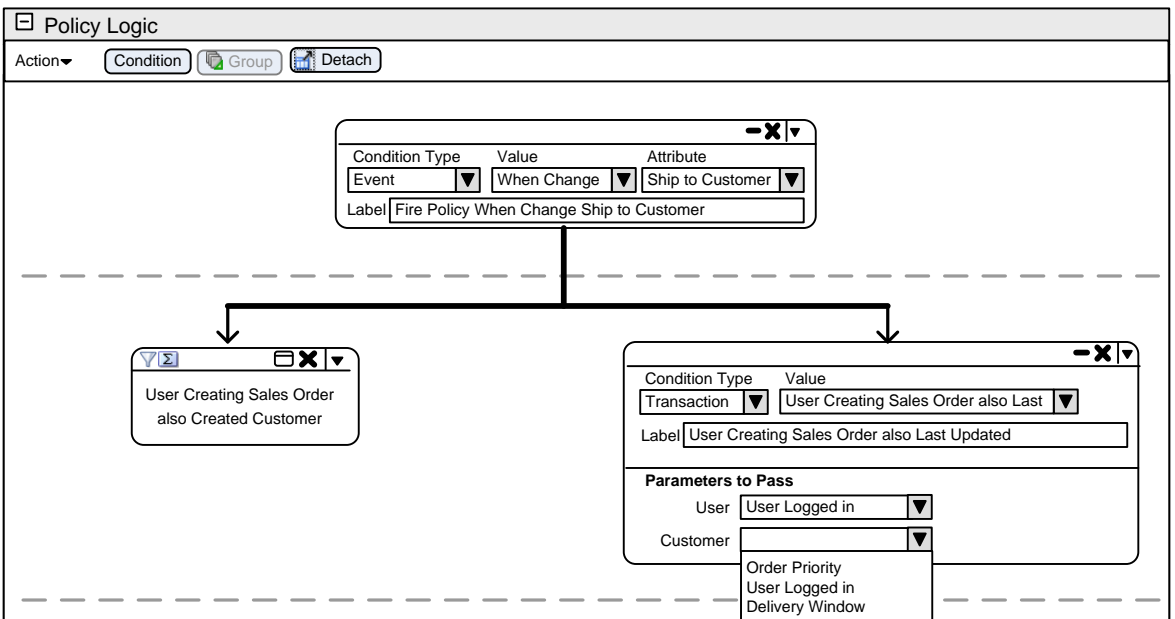 Policy Logic
Action Condition Group Detach
Condition Type Value Attribute
Event When Change Ship to Customer
Label Fire Policy When Change Ship to Customer
Σ
User Creating Sales Order
also Created Customer
Condition Type Value
Transaction User Creating Sales Order also Last
Label User Creating Sales Order also Last Updated
Parameters to Pass
User User Logged in
Customer
Order Priority
User Logged in
Delivery Window